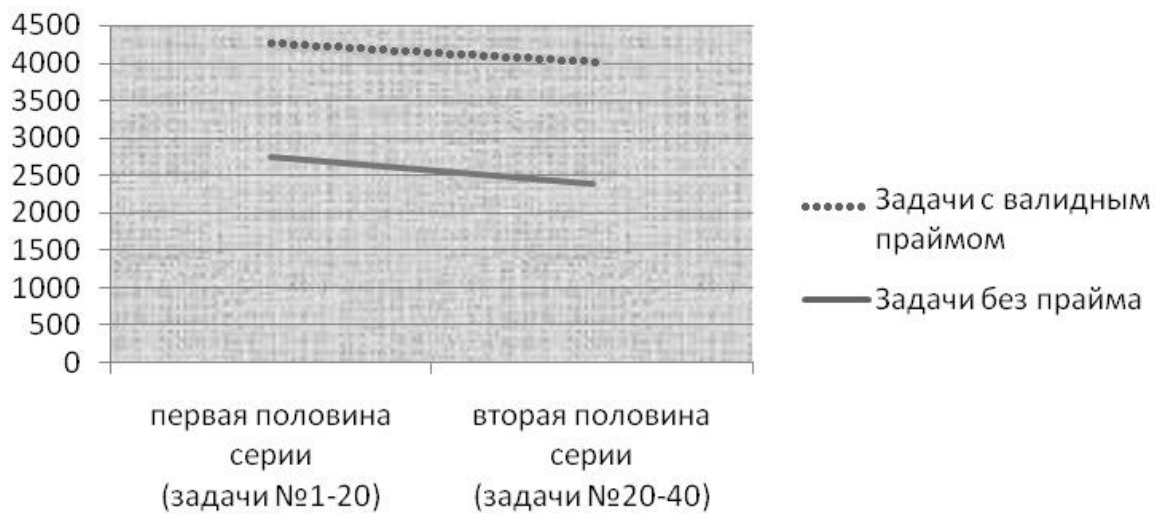 4500
4000
3500
3000
2500
2000
1500
1000
500
0
первая половина
серии
(задачи №1-20)
вторая половина
серии
(задачи №20-40)
Задачи с валидным
праймом
Задачи без прайма